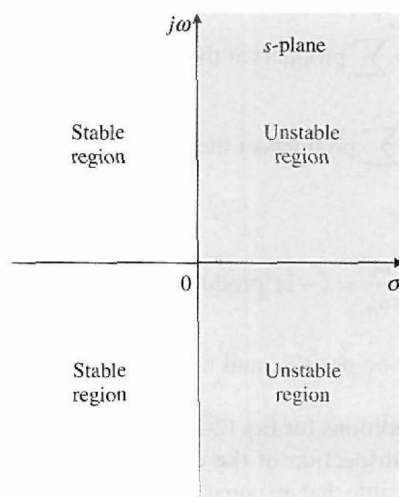 jω
s-plane
Stable
region
Unstable
region
0
σ
Stable
region
Unstable
region